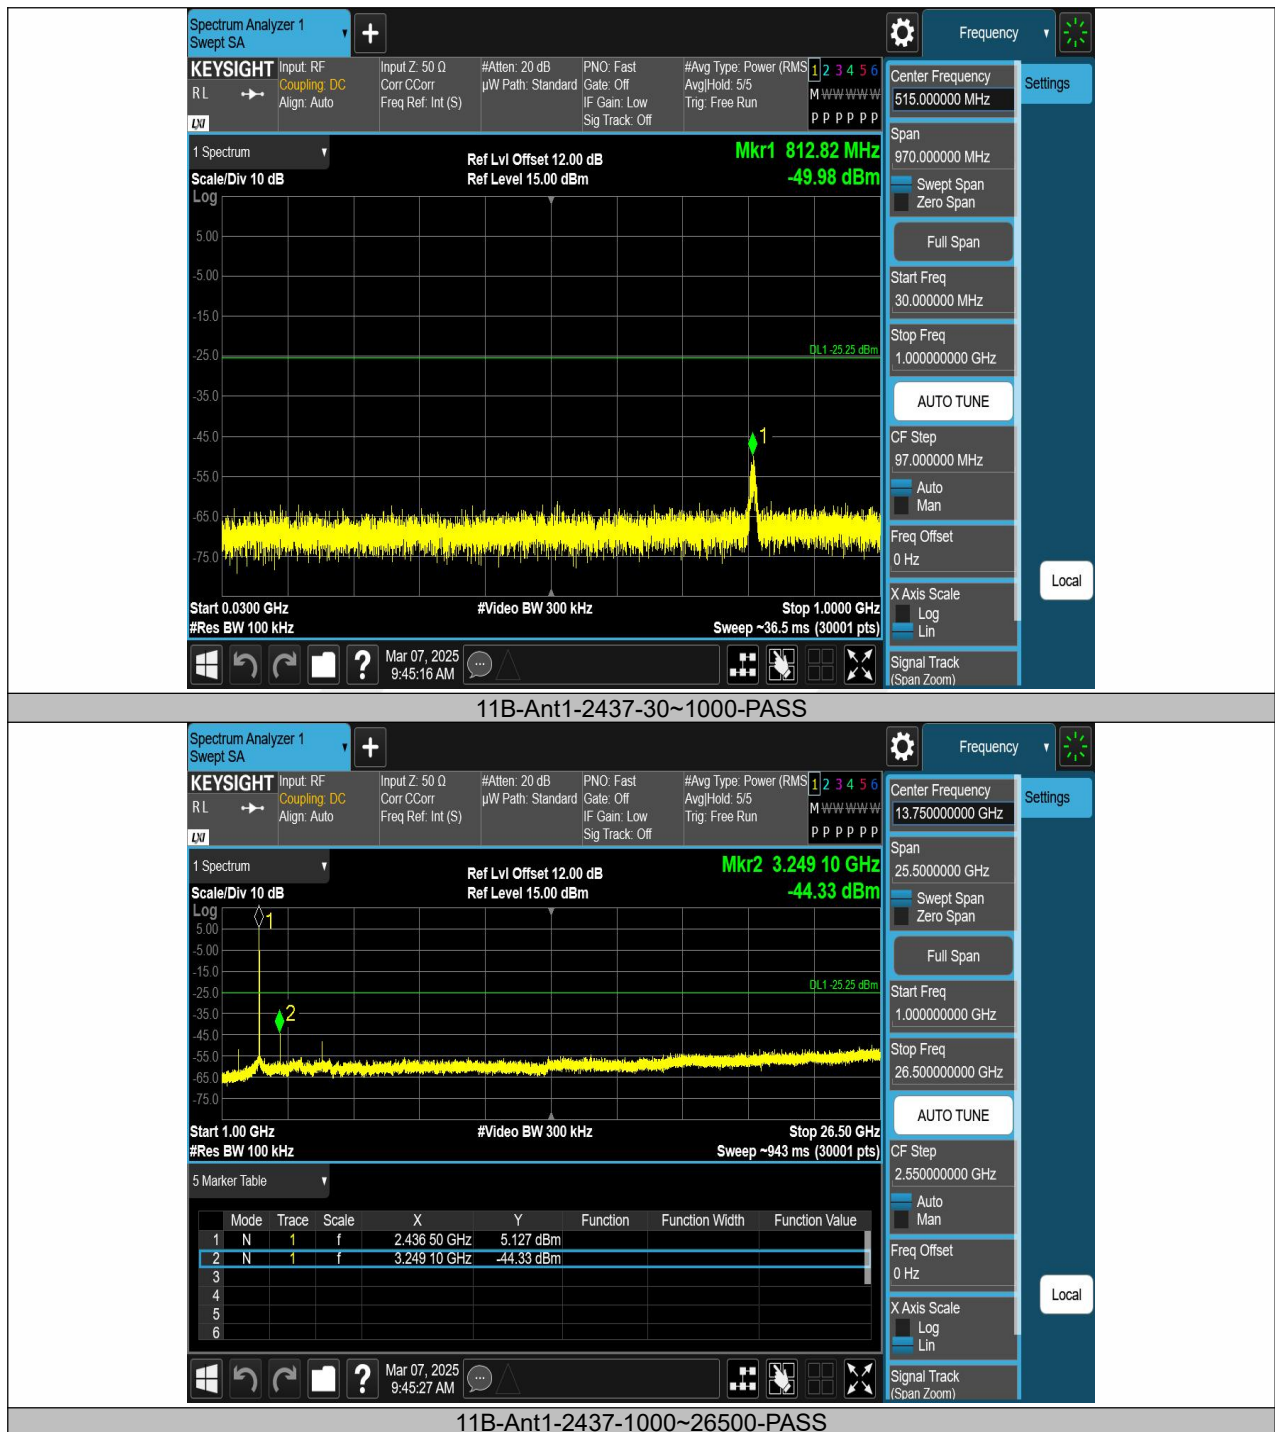 Spectrum Analyzer 1
Swept SA
+
Frequency
KEYSIGHT
RL
LXI
Input: RF
Coupling: DC
Align: Auto
Input Z: 50 Ω
Corr CCorr
Freq Ref: Int (S)
#Atten: 20 dB
µW Path: Standard
PNO: Fast
Gate: Off
IF Gain: Low
Sig Track: Off
#Avg Type: Power (RMS
Avg|Hold: 5/5
Trig: Free Run
1 2 3 4 5 6
M W W W W W
P P P P P P
Center Frequency
515.000000 MHz
Settings
Span
970.000000 MHz
Swept Span
Zero Span
Full Span
Start Freq
30.000000 MHz
Stop Freq
1.000000000 GHz
AUTO TUNE
CF Step
97.000000 MHz
Auto
Man
Freq Offset
0 Hz
X Axis Scale
Log
Lin
Signal Track
(Span Zoom)
Local
1 Spectrum
Scale/Div 10 dB
Log
Ref Lvl Offset 12.00 dB
Ref Level 15.00 dBm
Mkr1 812.82 MHz
-49.98 dBm
5.00
-5.00
-15.0
-25.0
DL1 -25.25 dBm
-35.0
-45.0
1
-55.0
-65.0
-75.0
Start 0.0300 GHz
#Video BW 300 kHz
Stop 1.0000 GHz
#Res BW 100 kHz
Sweep ~36.5 ms (30001 pts)
?
Mar 07, 2025
9:45:16 AM
11B-Ant1-2437-30~1000-PASS
Spectrum Analyzer 1
Swept SA
+
Frequency
KEYSIGHT
RL
LXI
Input: RF
Coupling: DC
Align: Auto
Input Z: 50 Ω
Corr CCorr
Freq Ref: Int (S)
#Atten: 20 dB
µW Path: Standard
PNO: Fast
Gate: Off
IF Gain: Low
Sig Track: Off
#Avg Type: Power (RMS
Avg|Hold: 5/5
Trig: Free Run
1 2 3 4 5 6
M W W W W W
P P P P P P
Center Frequency
13.750000000 GHz
Settings
Span
25.5000000 GHz
Swept Span
Zero Span
Full Span
Start Freq
1.000000000 GHz
Stop Freq
26.500000000 GHz
AUTO TUNE
CF Step
2.550000000 GHz
Auto
Man
Freq Offset
0 Hz
X Axis Scale
Log
Lin
Signal Track
(Span Zoom)
Local
1 Spectrum
Scale/Div 10 dB
Log
Ref Lvl Offset 12.00 dB
Ref Level 15.00 dBm
Mkr2 3.249 10 GHz
-44.33 dBm
1
5.00
-5.00
-15.0
-25.0
DL1 -25.25 dBm
-35.0
2
-45.0
-55.0
-65.0
-75.0
Start 1.00 GHz
#Video BW 300 kHz
Stop 26.50 GHz
#Res BW 100 kHz
Sweep ~943 ms (30001 pts)
5 Marker Table
Mode Trace Scale X Y Function Function Width Function Value
1 N 1 f 2.436 50 GHz 5.127 dBm
2 N 1 f 3.249 10 GHz -44.33 dBm
3
4
5
6
?
Mar 07, 2025
9:45:27 AM
11B-Ant1-2437-1000~26500-PASS